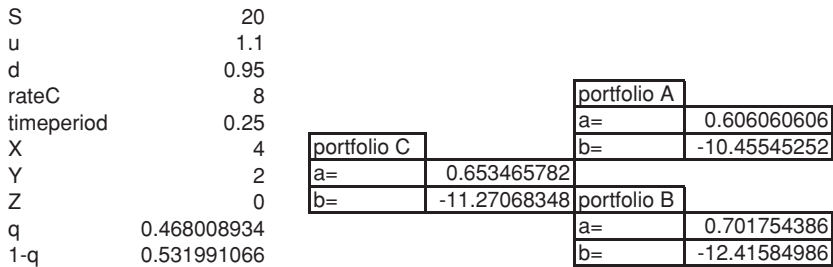 S 20
u 1.1
d 0.95
rateC 8 portfolio A
timeperiod 0.25 a= 0.606060606
X 4 portfolio C b= -10.45545252
Y 2 a= 0.653465782
Z 0 b= -11.27068348 portfolio B
q 0.468008934 a= 0.701754386
1-q 0.531991066 b= -12.41584986